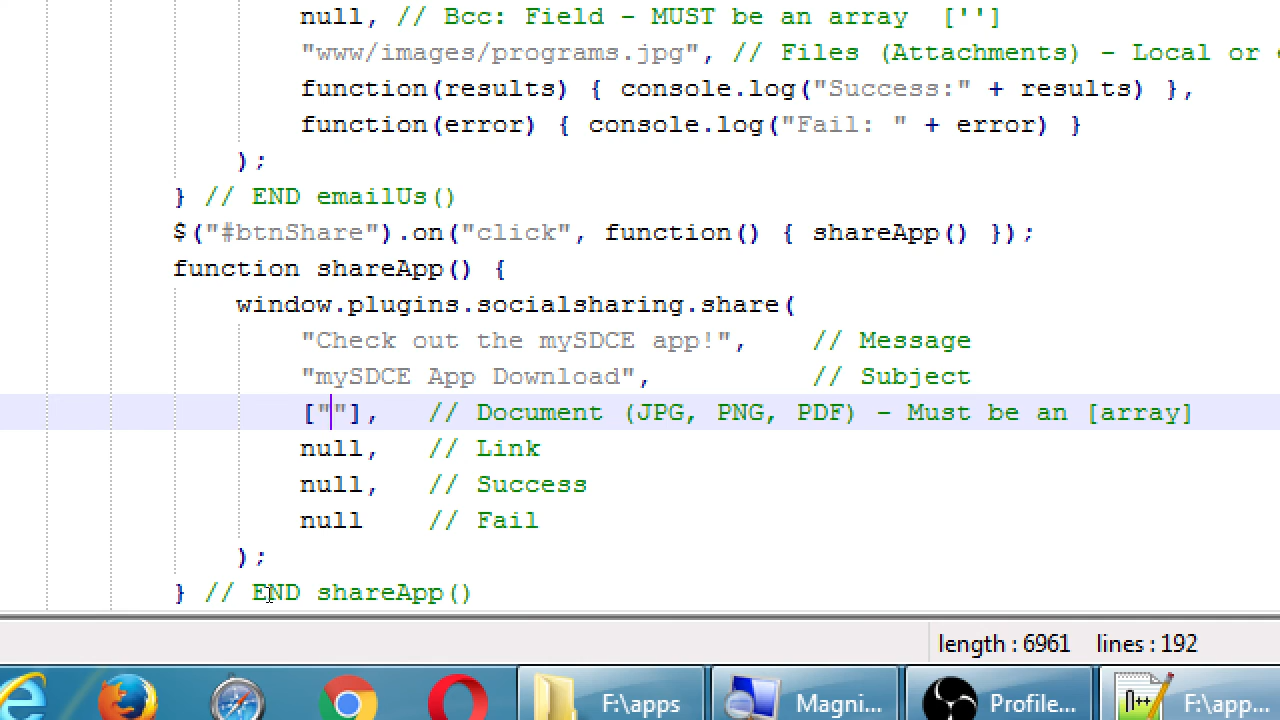 null, // Bcc: Field - MUST be an array ['']
"www/images/programs.jpg", // Files (Attachments) - Local or
function(results) { console.log("Success:" + results) },
function(error) { console.log("Fail: " + error) }
);
} // END emailUs()
$("#btnShare").on("click", function() { shareApp() });
function shareApp() {
window.plugins.socialsharing.share(
"Check out the mySDCE app!", // Message
"mySDCE App Download", // Subject
[""], // Document (JPG, PNG, PDF) - Must be an [array]
null, // Link
null, // Success
null // Fail
);
} // END shareApp()
length : 6961 lines : 192
F:\apps Magni... Profile... F:\app...